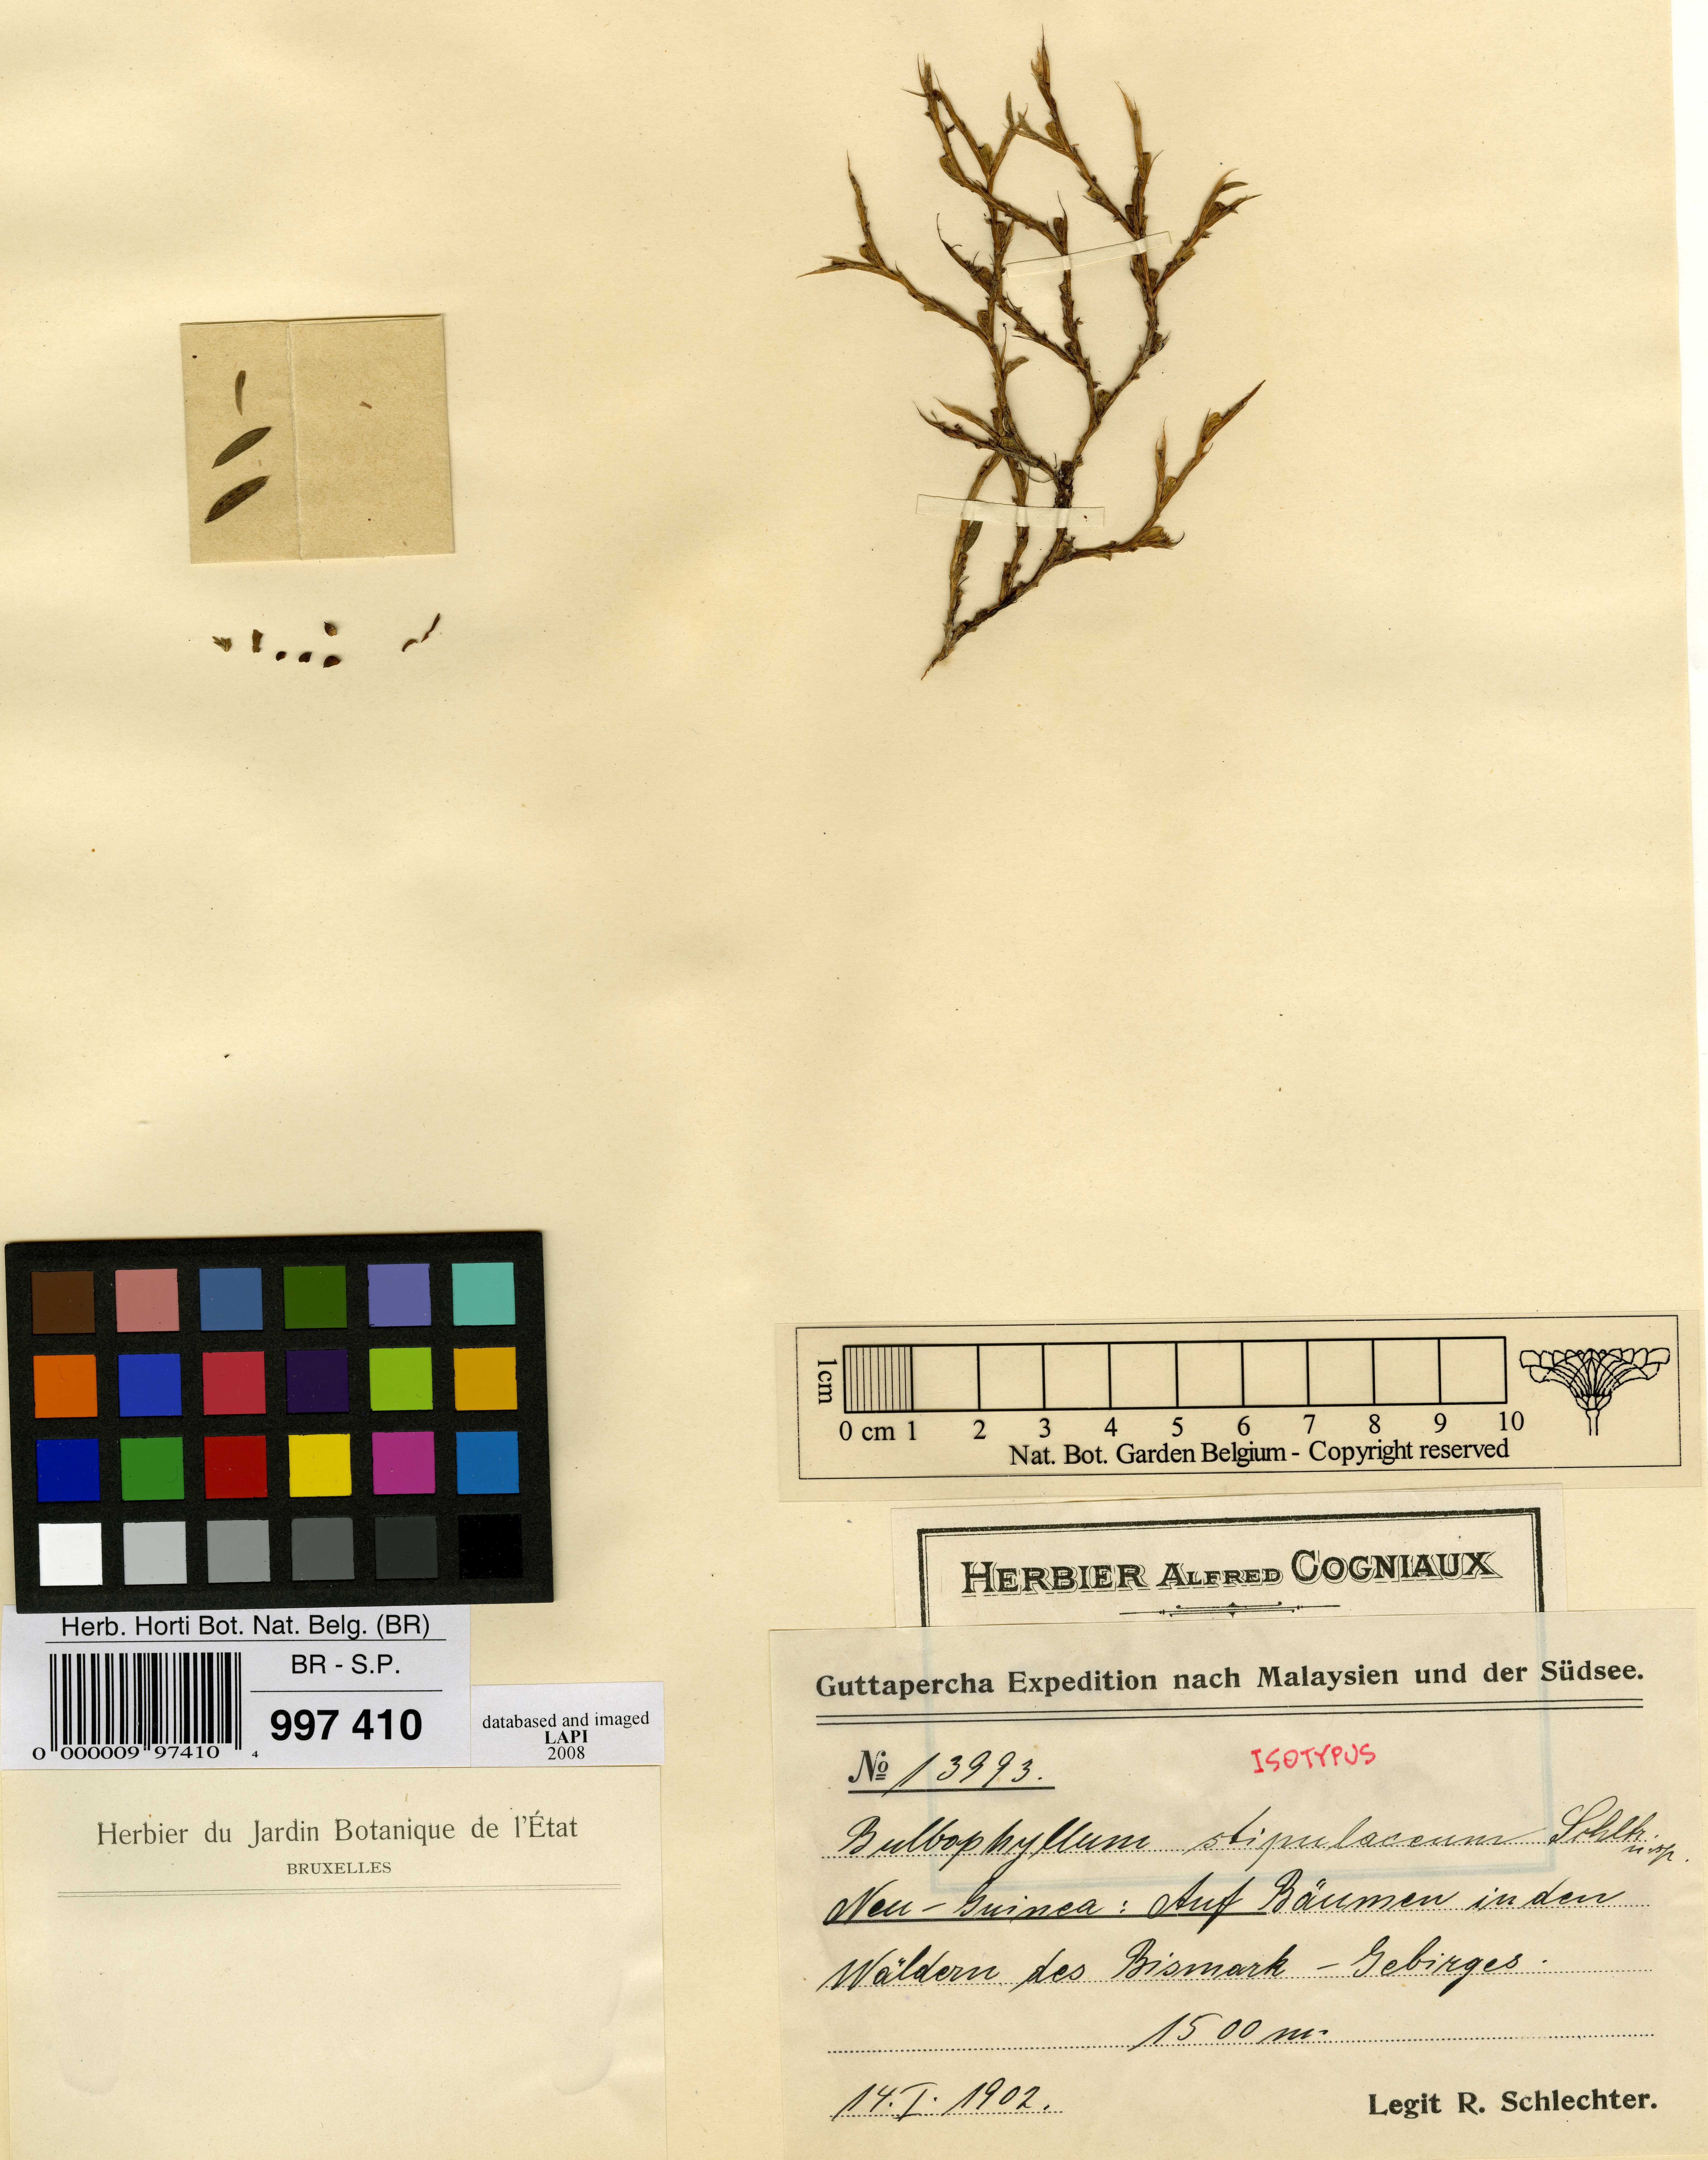 1cm
0 cm 1 2 3 4 5 6 7 8 9 10
Nat. Bot. Garden Belgium - Copyright reserved
HERBIER ALFRED COGNIAUX
Herb. Horti Bot. Nat. Belg. (BR)
BR - S.P.
997 410
0 000009 97410 4
databased and imaged
LAPI
2008
Herbier du Jardin Botanique de l'État
BRUXELLES
Guttapercha Expedition nach Malaysien und der Südsee.
№ 13993.
ISOTYPUS
Bulbophyllum stipulaceum Schltr.
n. sp.
Neu-Guinea: Auf Bäumen in den
Wäldern des Bismark-Gebirges.
1500 m.
14. I. 1902.
Legit R. Schlechter.